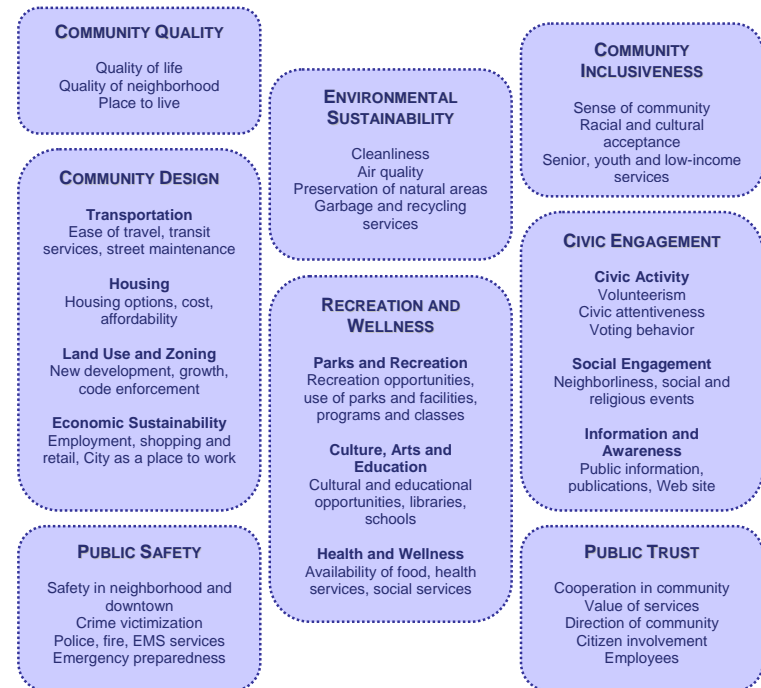 COMMUNITY QUALITY
Quality of life
Quality of neighborhood
Place to live
COMMUNITY DESIGN
Transportation
Ease of travel, transit
services, street maintenance
Housing
Housing options, cost,
affordability
Land Use and Zoning
New development, growth,
code enforcement
Economic Sustainability
Employment, shopping and
retail, City as a place to work
PUBLIC SAFETY
Safety in neighborhood and
downtown
Crime victimization
Police, fire, EMS services
Emergency preparedness
ENVIRONMENTAL
SUSTAINABILITY
Cleanliness
Air quality
Preservation of natural areas
Garbage and recycling
services
RECREATION AND
WELLNESS
Parks and Recreation
Recreation opportunities,
use of parks and facilities,
programs and classes
Culture, Arts and
Education
Cultural and educational
opportunities, libraries,
schools
Health and Wellness
Availability of food, health
services, social services
COMMUNITY
INCLUSIVENESS
Sense of community
Racial and cultural
acceptance
Senior, youth and low-income
services
CIVIC ENGAGEMENT
Civic Activity
Volunteerism
Civic attentiveness
Voting behavior
Social Engagement
Neighborliness, social and
religious events
Information and
Awareness
Public information,
publications, Web site
PUBLIC TRUST
Cooperation in community
Value of services
Direction of community
Citizen involvement
Employees